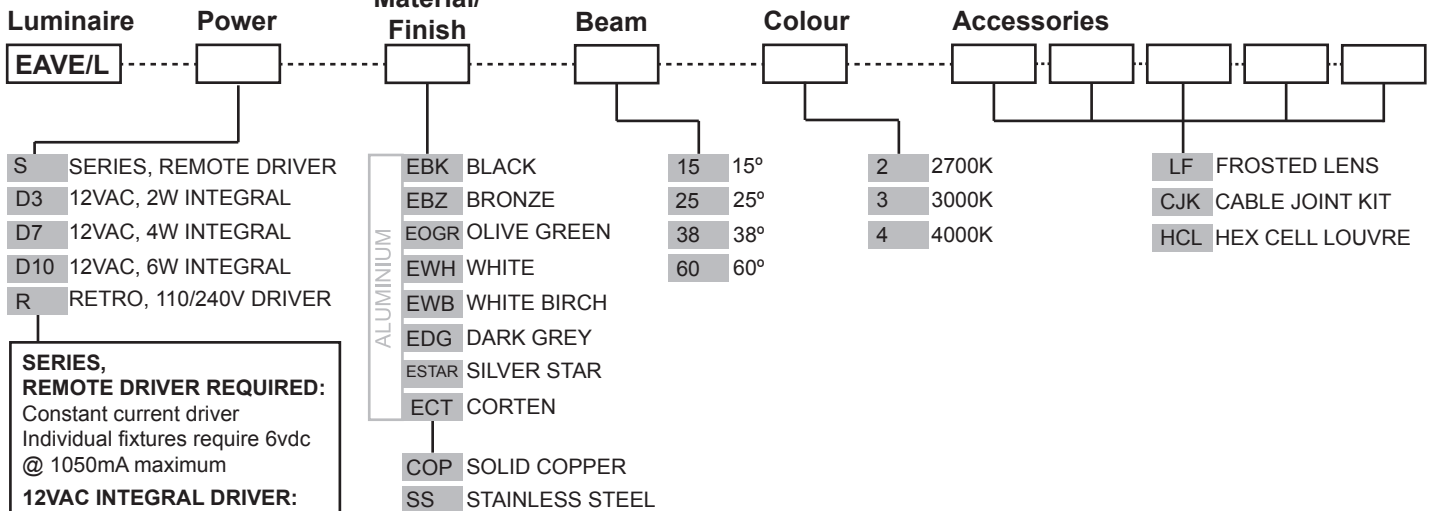 Luminaire Power Material/ Finish Beam Colour Accessories
EAVE/L
S SERIES, REMOTE DRIVER
D3 12VAC, 2W INTEGRAL
D7 12VAC, 4W INTEGRAL
D10 12VAC, 6W INTEGRAL
R RETRO, 110/240V DRIVER
SERIES,
REMOTE DRIVER REQUIRED:
Constant current driver
Individual fixtures require 6vdc
@ 1050mA maximum
12VAC INTEGRAL DRIVER:
ALUMINIUM
EBK BLACK
EBZ BRONZE
EOGR OLIVE GREEN
EWH WHITE
EWB WHITE BIRCH
EDG DARK GREY
ESTAR SILVER STAR
ECT CORTEN
COP SOLID COPPER
SS STAINLESS STEEL
15 15º
25 25º
38 38º
60 60º
2 2700K
3 3000K
4 4000K
LF FROSTED LENS
CJK CABLE JOINT KIT
HCL HEX CELL LOUVRE